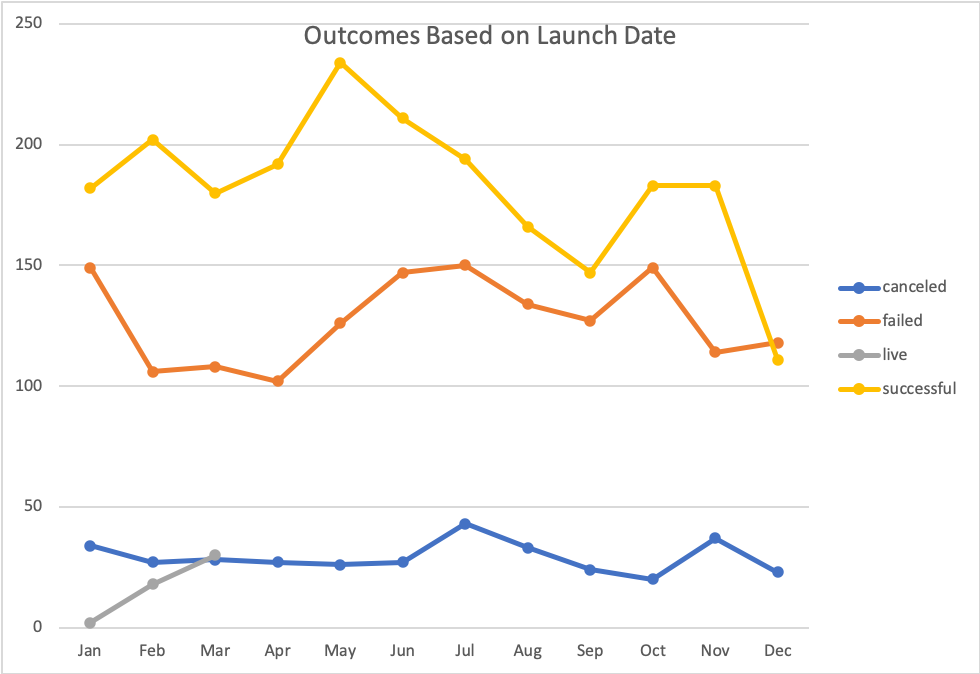 Outcomes Based on Launch Date
250
200
150
100
50
0
Jan Feb Mar Apr May Jun Jul Aug Sep Oct Nov Dec
canceled
failed
live
successful